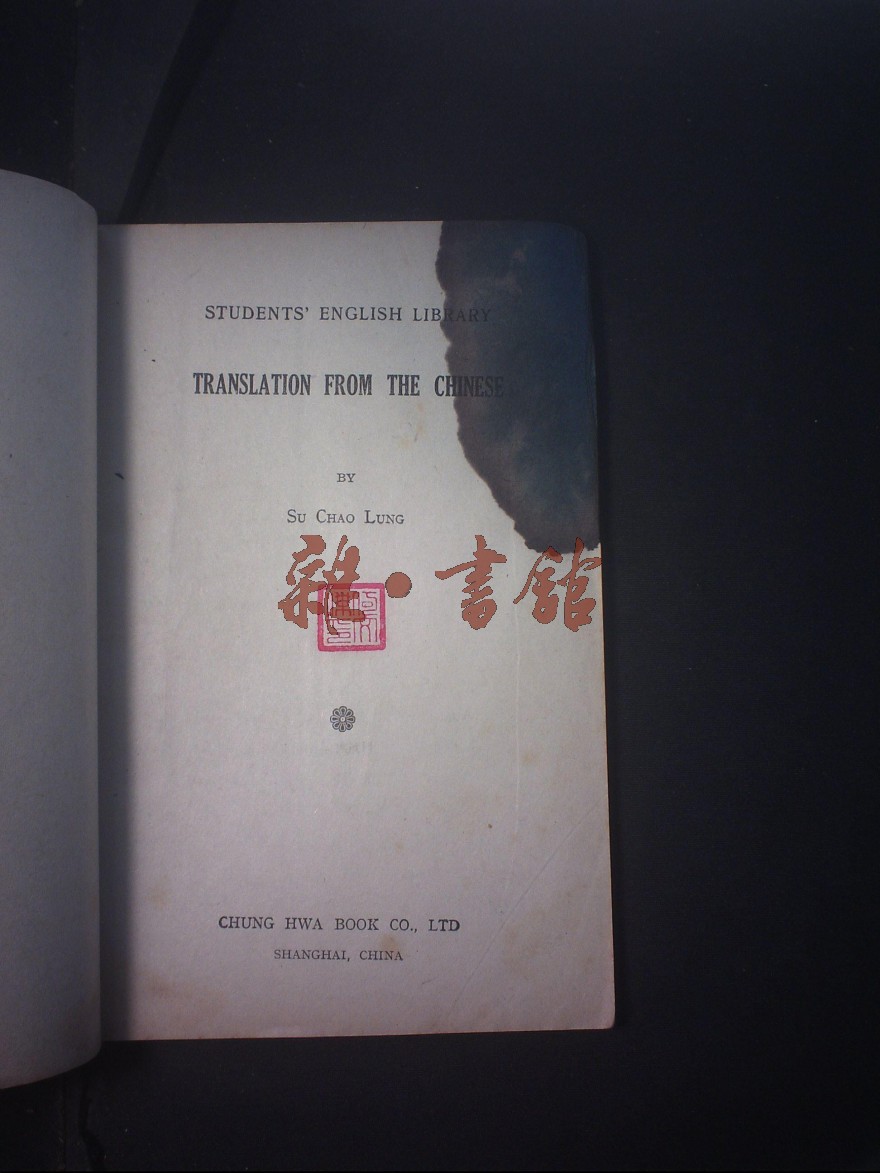 STUDENTS' ENGLISH LIBRARY
TRANSLATION FROM THE CHINESE
BY
SU CHAO LUNG
雜·書館
CHUNG HWA BOOK CO., LTD
SHANGHAI, CHINA